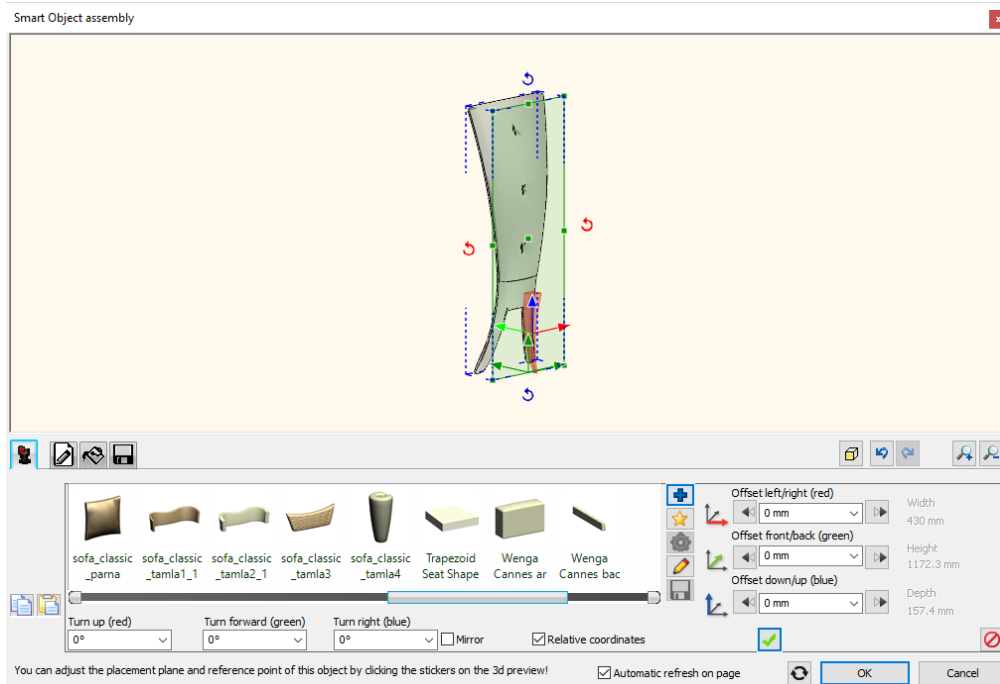 Smart Object assembly
sofa_classic
_parna
sofa_classic
_tamla1_1
sofa_classic
_tamla2_1
sofa_classic
_tamla3
sofa_classic
_tamla4
Trapezoid
Seat Shape
Wenga
Cannes ar
Wenga
Cannes bac
Offset left/right (red)
0 mm
Offset front/back (green)
0 mm
Offset down/up (blue)
0 mm
Width
430 mm
Height
1172.3 mm
Depth
157.4 mm
Turn up (red)
0°
Turn forward (green)
0°
Turn right (blue)
0°
Mirror
Relative coordinates
You can adjust the placement plane and reference point of this object by clicking the stickers on the 3d preview!
Automatic refresh on page
OK
Cancel